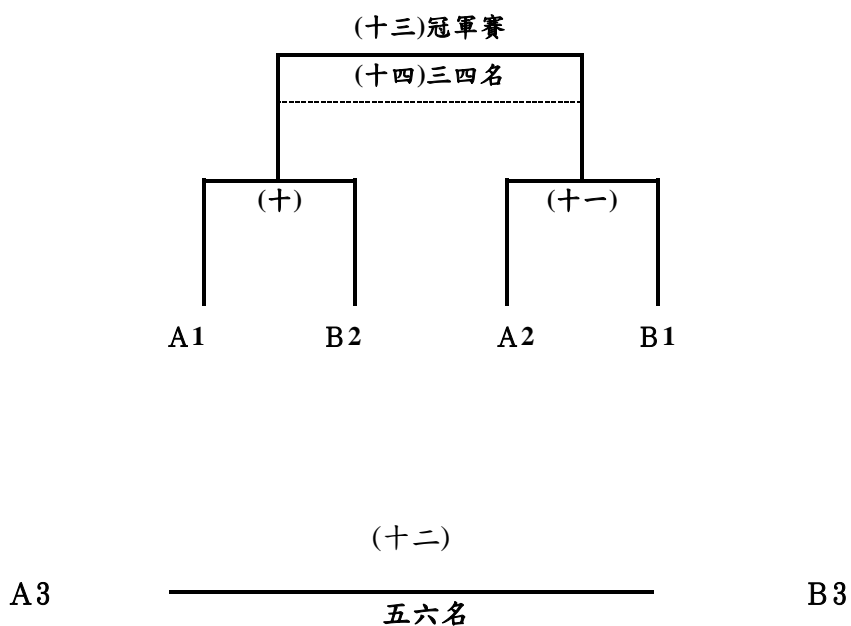 (十三)冠軍賽
(十四)三四名
(十) (十一)
A1 B2 A2 B1
(十二)
A3 B3
五六名